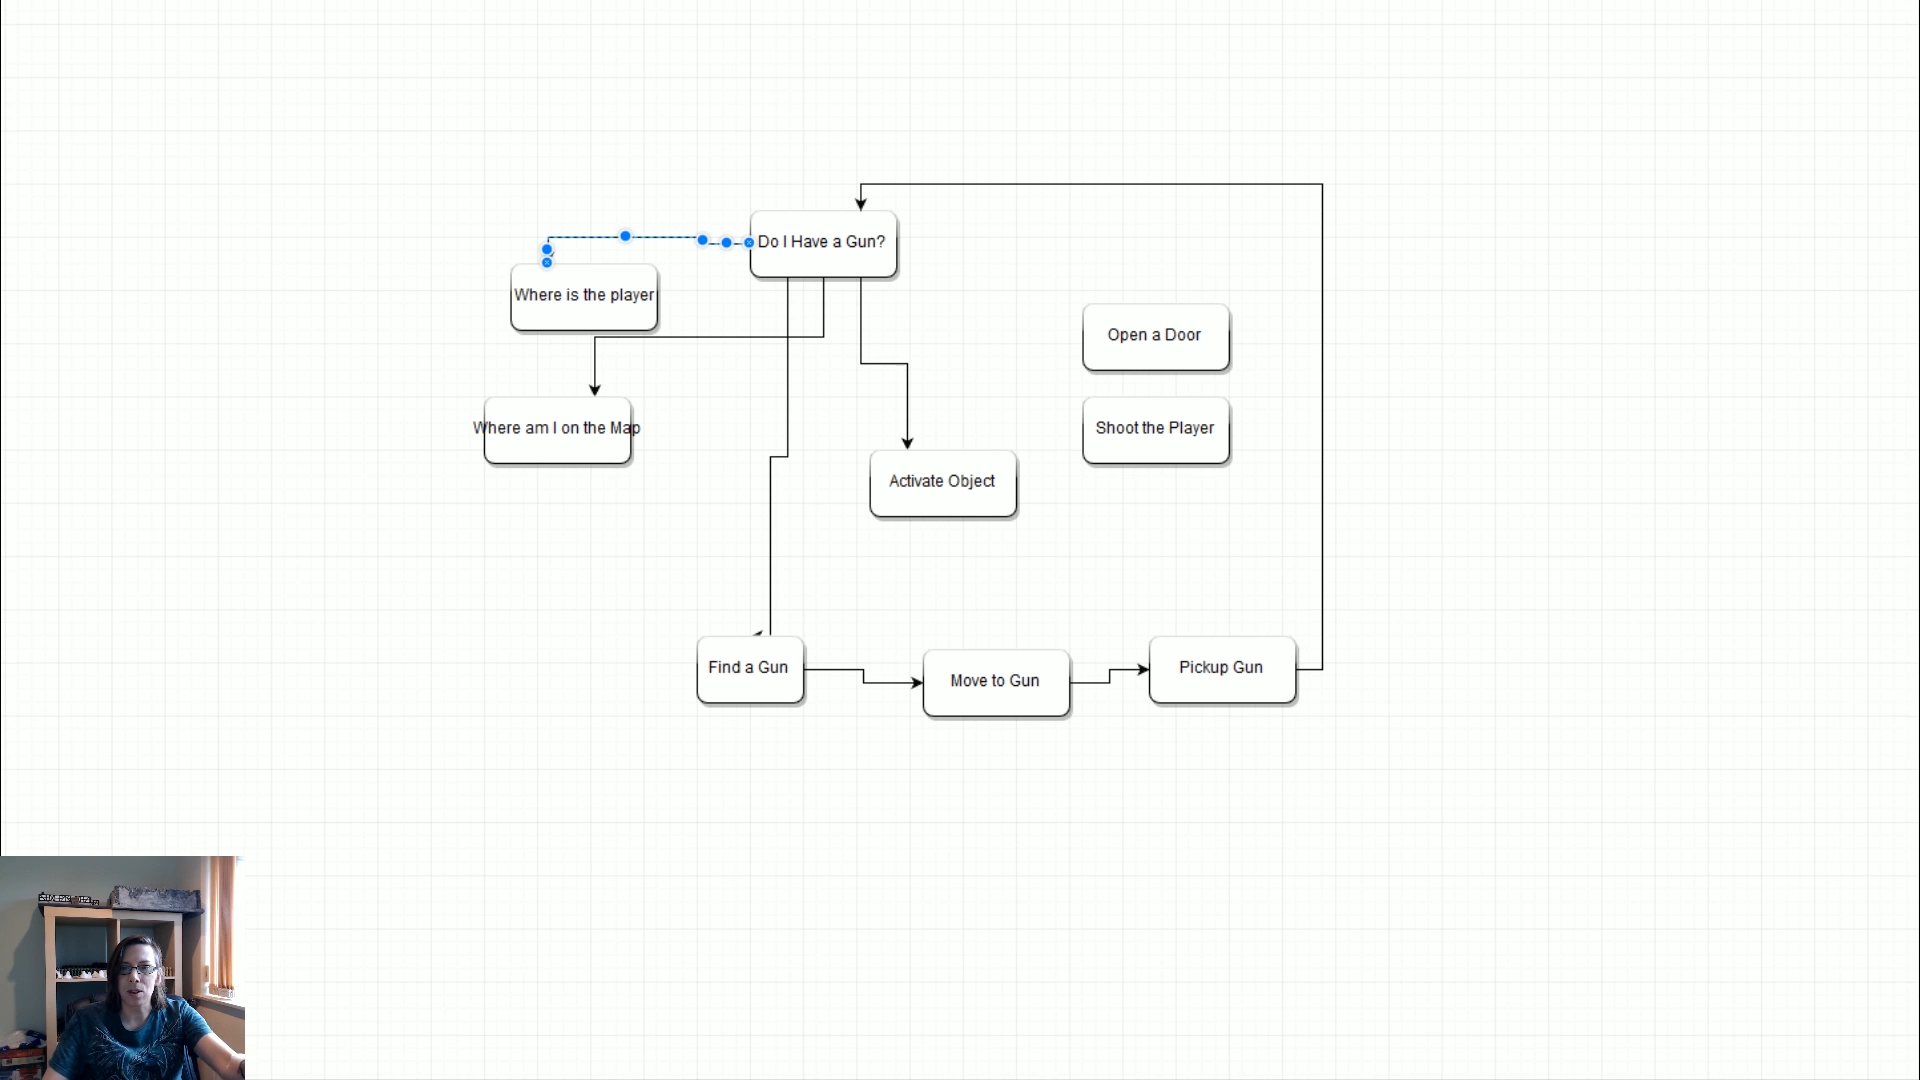 Do I Have a Gun?
Where is the player
Open a Door
Where am I on the Map
Shoot the Player
Activate Object
Find a Gun
Move to Gun
Pickup Gun